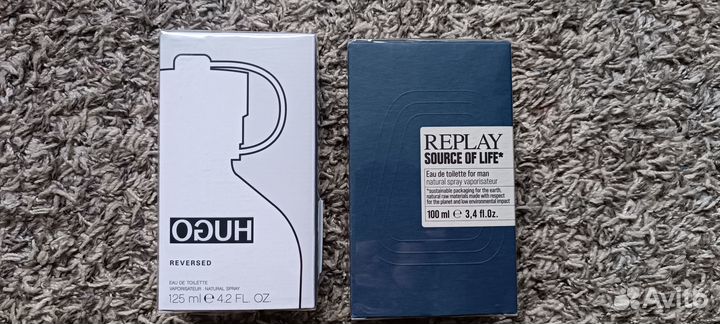 HUGO
REVERSED
EAU DE TOILETTE
VAPORISATEUR . NATURAL SPRAY
125 ml e 4.2 FL. OZ.
REPLAY
SOURCE OF LIFE*
Eau de toilette for man
natural spray vaporisateur
*sustainable packaging for the earth,
natural raw materials made with respect
for the planet and low environmental impact
100 ml e 3,4 fl.Oz.
Avito